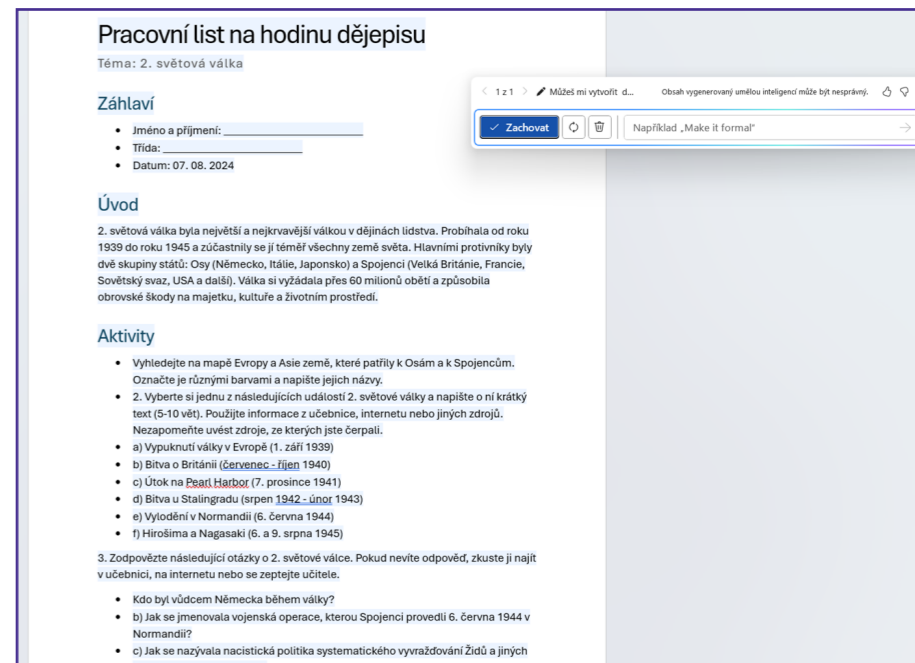 Pracovní list na hodinu dějepisu
Téma: 2. světová válka
Záhlaví
• Jméno a příjmení: ____________________
• Třída: ____________________
• Datum: 07. 08. 2024
1 z 1 Můžeš mi vytvořit d... Obsah vygenerovaný umělou inteligencí může být nesprávný.
Zachovat Například „Make it formal“
Úvod
2. světová válka byla největší a nejkrvavější válkou v dějinách lidstva. Probíhala od roku
1939 do roku 1945 a zúčastnily se jí téměř všechny země světa. Hlavními protivníky byly
dvě skupiny států: Osy (Německo, Itálie, Japonsko) a Spojenci (Velká Británie, Francie,
Sovětský svaz, USA a další). Válka si vyžádala přes 60 milionů obětí a způsobila
obrovské škody na majetku, kultuře a životním prostředí.
Aktivity
• Vyhledejte na mapě Evropy a Asie země, které patřily k Osám a k Spojencům.
Označte je různými barvami a napište jejich názvy.
• 2. Vyberte si jednu z následujících událostí 2. světové války a napište o ní krátký
text (5-10 vět). Použijte informace z učebnice, internetu nebo jiných zdrojů.
Nezapomeňte uvést zdroje, ze kterých jste čerpali.
• a) Vypuknutí války v Evropě (1. září 1939)
• b) Bitva o Británii (červenec - říjen 1940)
• c) Útok na Pearl Harbor (7. prosince 1941)
• d) Bitva u Stalingradu (srpen 1942 - únor 1943)
• e) Vylodění v Normandii (6. června 1944)
• f) Hirošima a Nagasaki (6. a 9. srpna 1945)
3. Zodpovězte následující otázky o 2. světové válce. Pokud nevíte odpověď, zkuste ji najít
v učebnici, na internetu nebo se zeptejte učitele.
• Kdo byl vůdcem Německa během války?
• b) Jak se jmenovala vojenská operace, kterou Spojenci provedli 6. června 1944 v
Normandii?
• c) Jak se nazývala nacistická politika systematického vyvražďování Židů a jiných